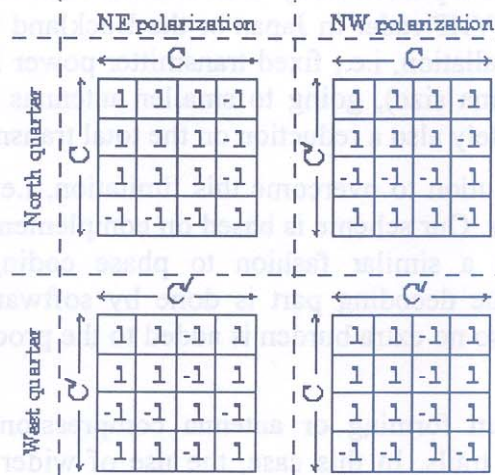 NE polarization NW polarization
C C
North quarter C C'
1 1 1 -1 1 1 1 -1
1 1 1 -1 1 1 1 -1
1 1 1 -1 -1 -1 -1 1
-1 -1 -1 1 1 1 1 -1
C' C'
West quarter C' C
1 1 -1 1 1 1 -1 1
1 1 -1 1 1 1 -1 1
-1 -1 1 -1 1 1 -1 1
1 1 -1 1 -1 -1 1 -1